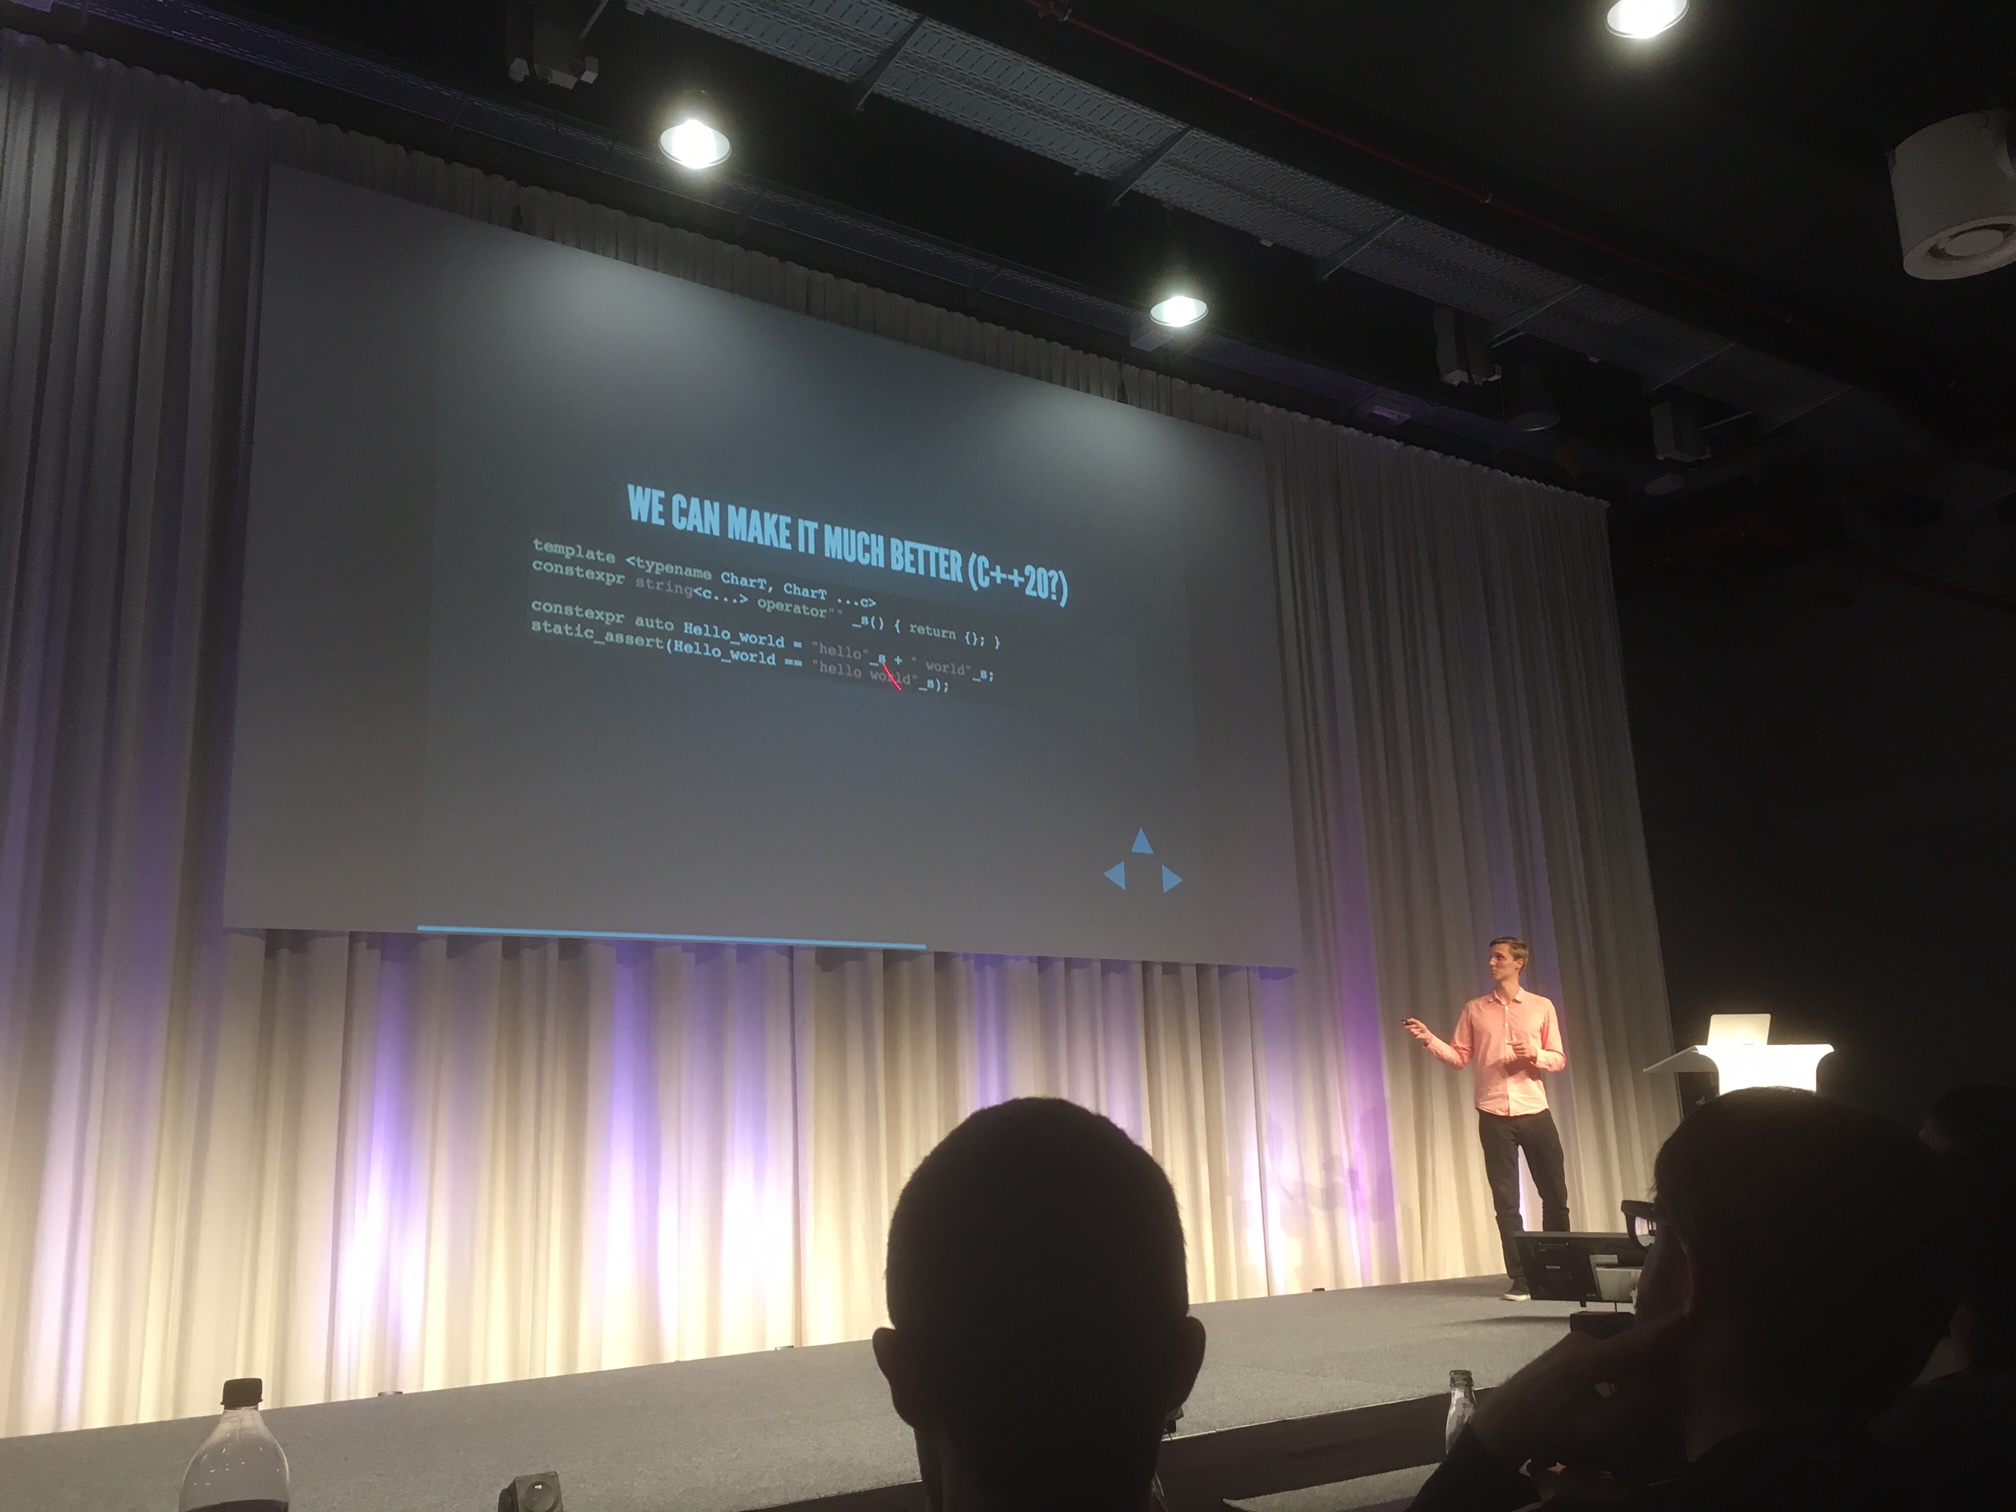 WE CAN MAKE IT MUCH BETTER (C++20?)
template <typename CharT, CharT ...c>
constexpr string<c...> operator"" _s() { return {}; }
constexpr auto Hello_world = "hello"_s + " world"_s;
static_assert(Hello_world == "hello world"_s);